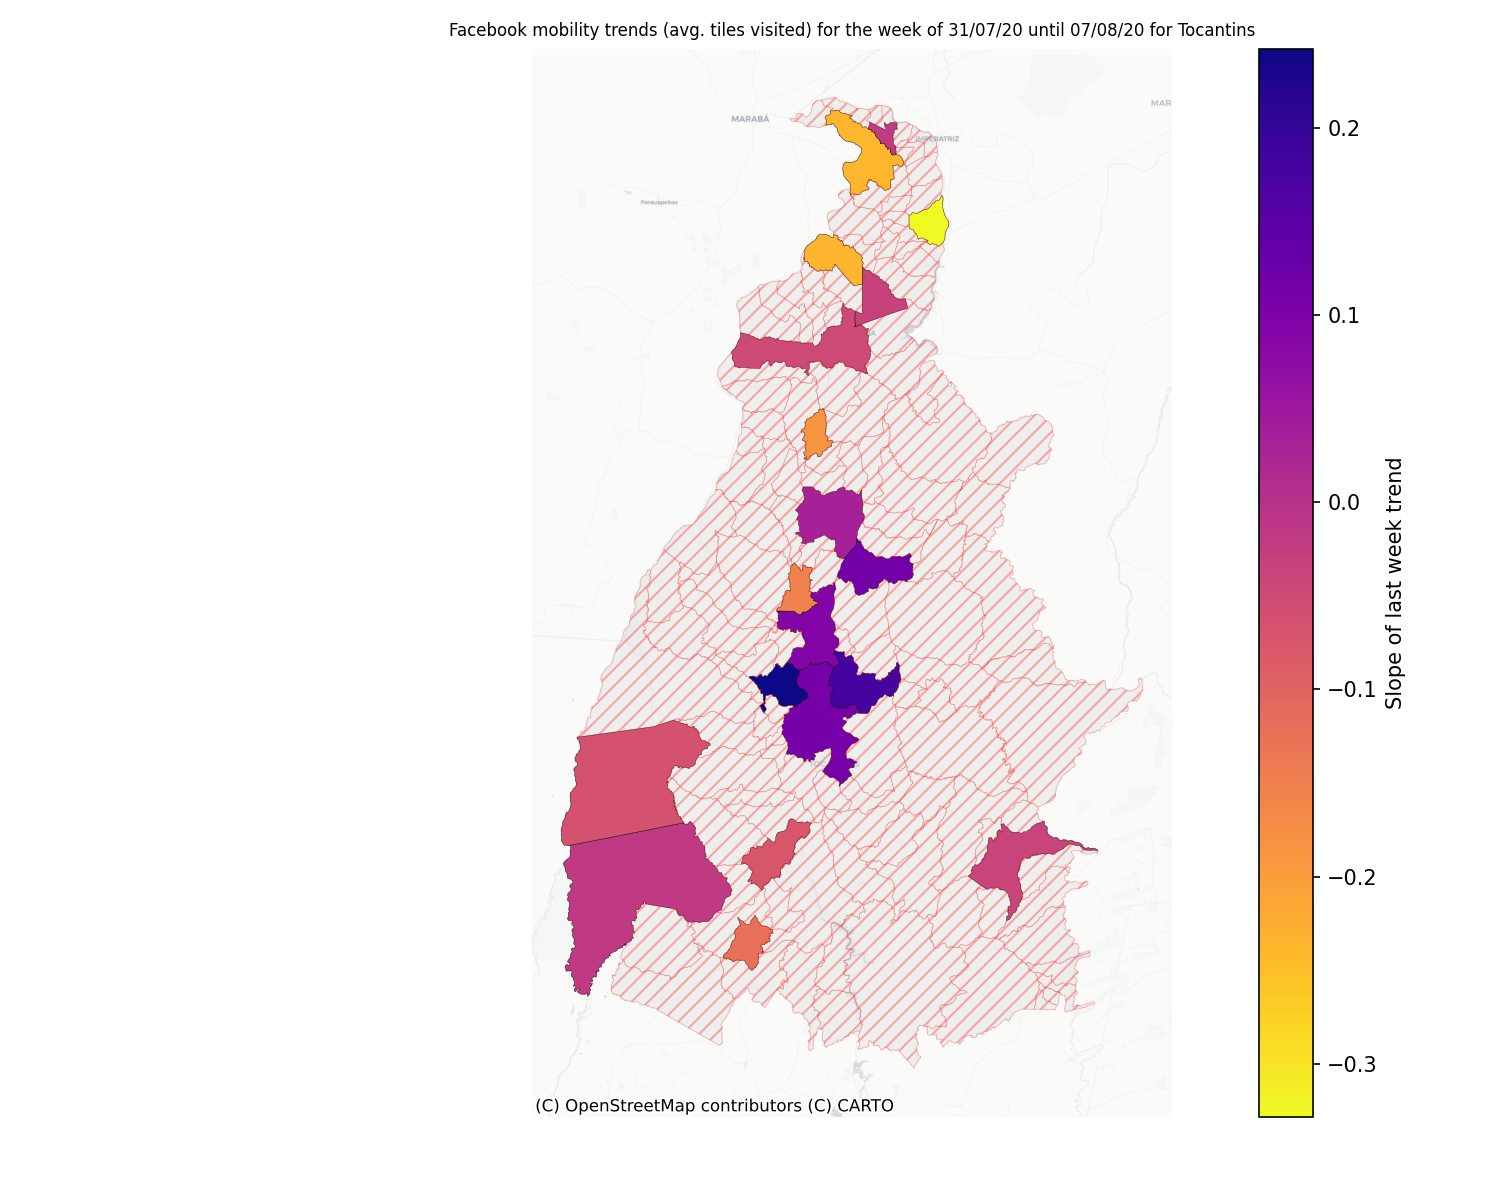 Facebook mobility trends (avg. tiles visited) for the week of 31/07/20 until 07/08/20 for Tocantins
MARABÁ
MAR
IMPERATRIZ
Parauapebas
0.2
0.1
0.0
−0.1
−0.2
−0.3
Slope of last week trend
(C) OpenStreetMap contributors (C) CARTO